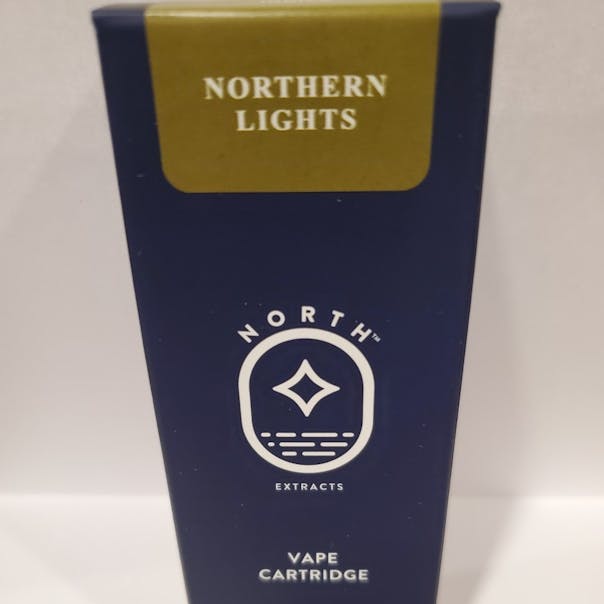 NORTHERN
LIGHTS
NORTH™
EXTRACTS
VAPE
CARTRIDGE